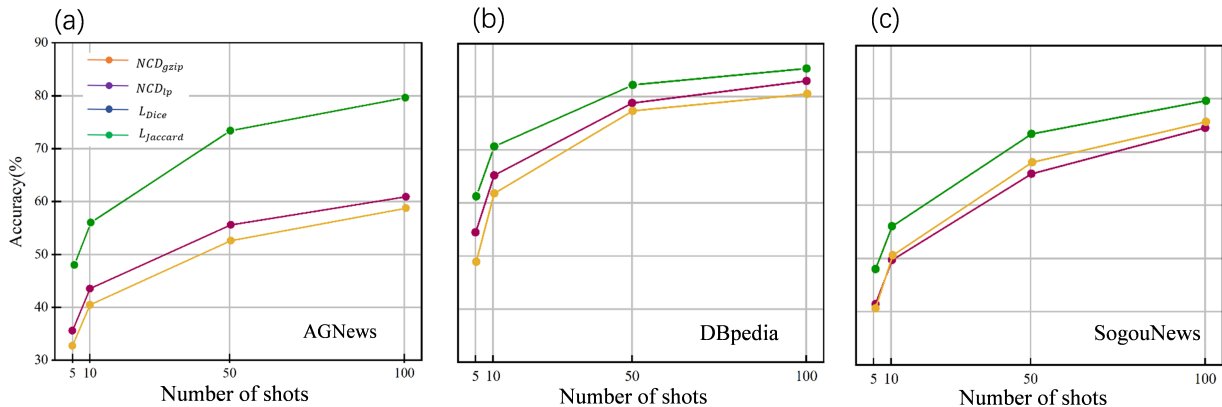 (a)
(b)
(c)
90
80
70
60
50
40
30
Accuracy(%
NCD_gzip
NCD_lp
L_Dice
L_Jaccard
AGNews
DBpedia
SogouNews
5 10 50 100
5 10 50 100
5 10 50 100
Number of shots
Number of shots
Number of shots